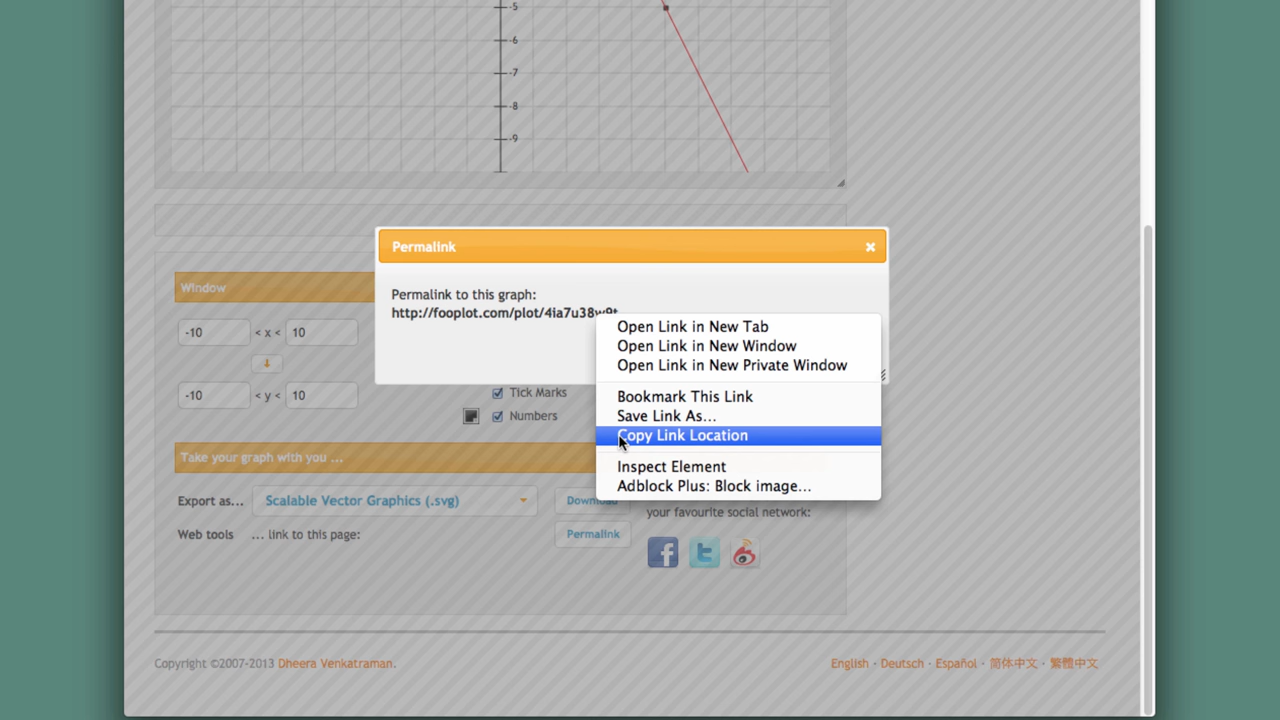 -5
-6
-7
-8
-9
Permalink
Permalink to this graph:
http://fooplot.com/plot/4ia7u38w9t
Open Link in New Tab
Open Link in New Window
Open Link in New Private Window
Bookmark This Link
Save Link As...
Copy Link Location
Inspect Element
Adblock Plus: Block image...
Window
-10 < x < 10
-10 < y < 10
Tick Marks
Numbers
Take your graph with you ...
Export as... Scalable Vector Graphics (.svg) Download
Web tools ... link to this page: Permalink
your favourite social network:
Copyright ©2007-2013 Dheera Venkatraman.
English · Deutsch · Español · 简体中文 · 繁體中文